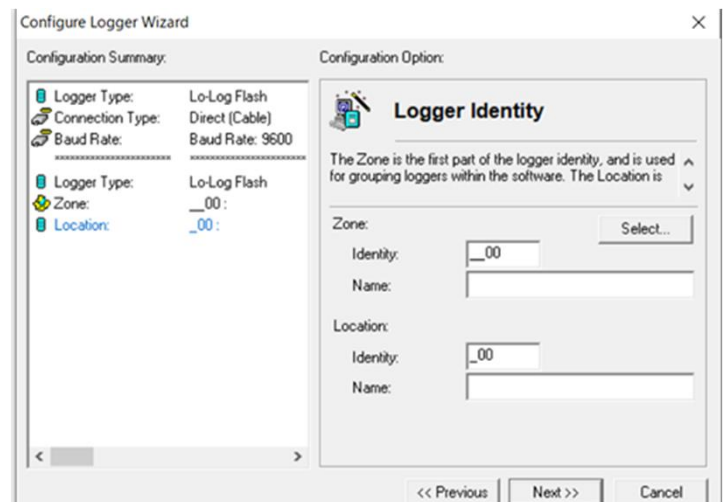 Configure Logger Wizard
Configuration Summary:
Configuration Option:
Logger Type: Lo-Log Flash
Connection Type: Direct (Cable)
Baud Rate: Baud Rate: 9600
Logger Type: Lo-Log Flash
Zone: __00 :
Location: _00 :
Logger Identity
The Zone is the first part of the logger identity, and is used
for grouping loggers within the software. The Location is
Zone:
Select...
Identity: __00
Name:
Location:
Identity: _00
Name:
<< Previous Next >> Cancel